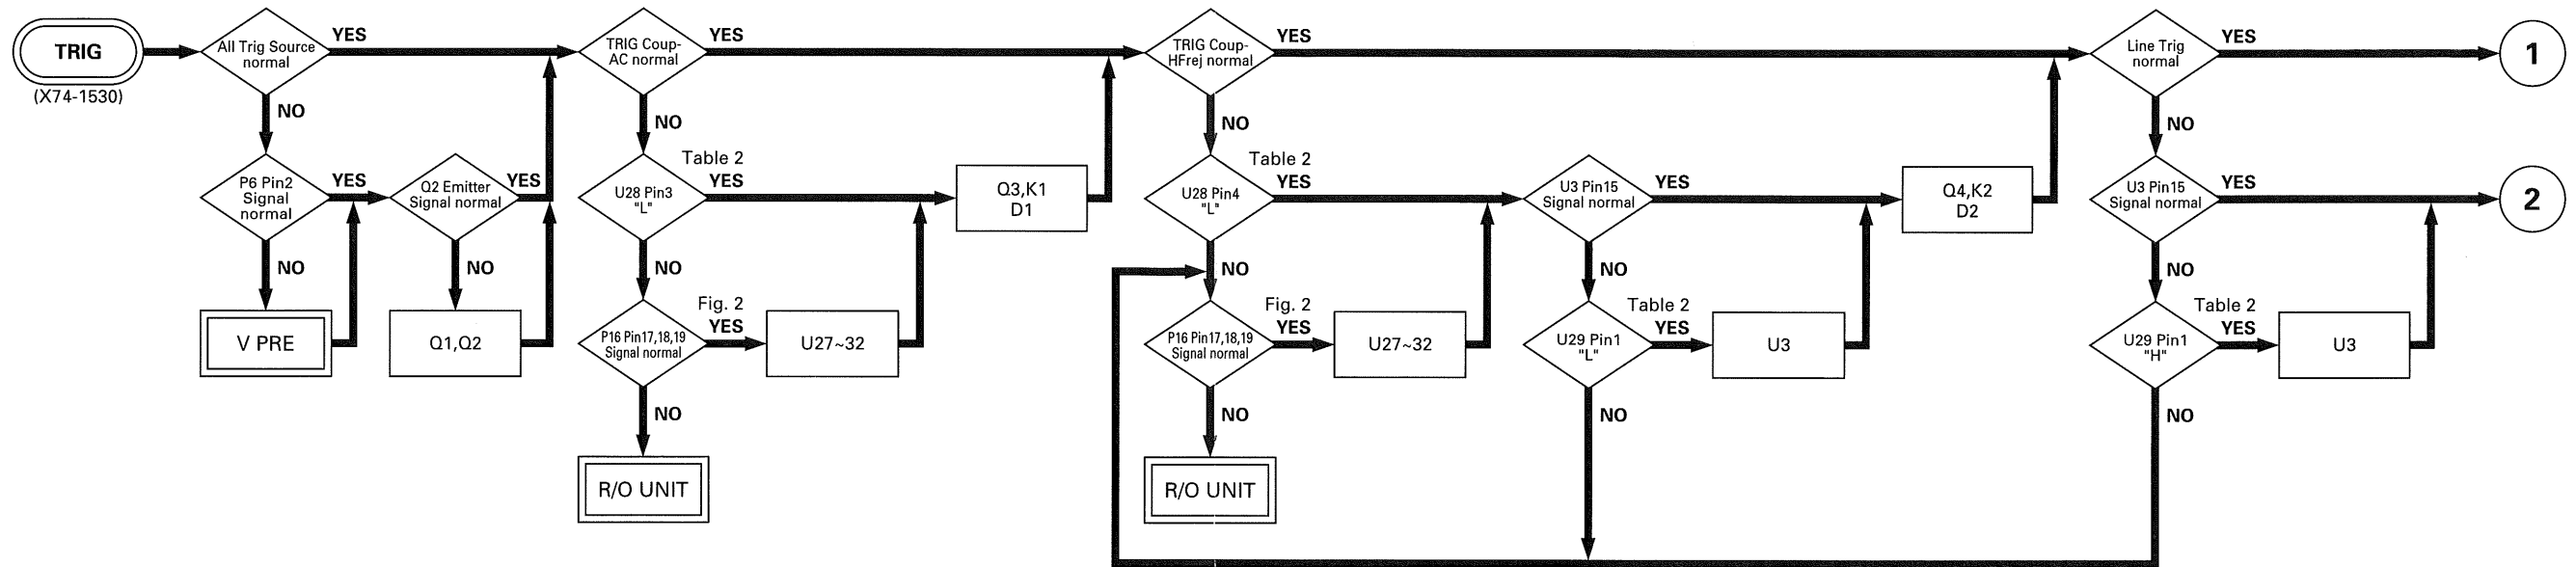 TRIG
(X74-1530)
All Trig Source
normal
YES
NO
P6 Pin2
Signal
normal
YES
NO
V PRE
Q2 Emitter
Signal normal
YES
NO
Q1,Q2
TRIG Coup-
AC normal
YES
NO
Table 2
U28 Pin3
"L"
YES
NO
Fig. 2
P16 Pin17,18,19
Signal normal
YES
U27~32
NO
R/O UNIT
Q3,K1
D1
TRIG Coup-
HFrej normal
YES
NO
Table 2
U28 Pin4
"L"
YES
NO
Fig. 2
P16 Pin17,18,19
Signal normal
YES
U27~32
NO
R/O UNIT
U3 Pin15
Signal normal
YES
NO
Table 2
U29 Pin1
"L"
YES
U3
NO
Q4,K2
D2
Line Trig
normal
YES
1
NO
U3 Pin15
Signal normal
YES
2
NO
Table 2
U29 Pin1
"H"
YES
U3
NO